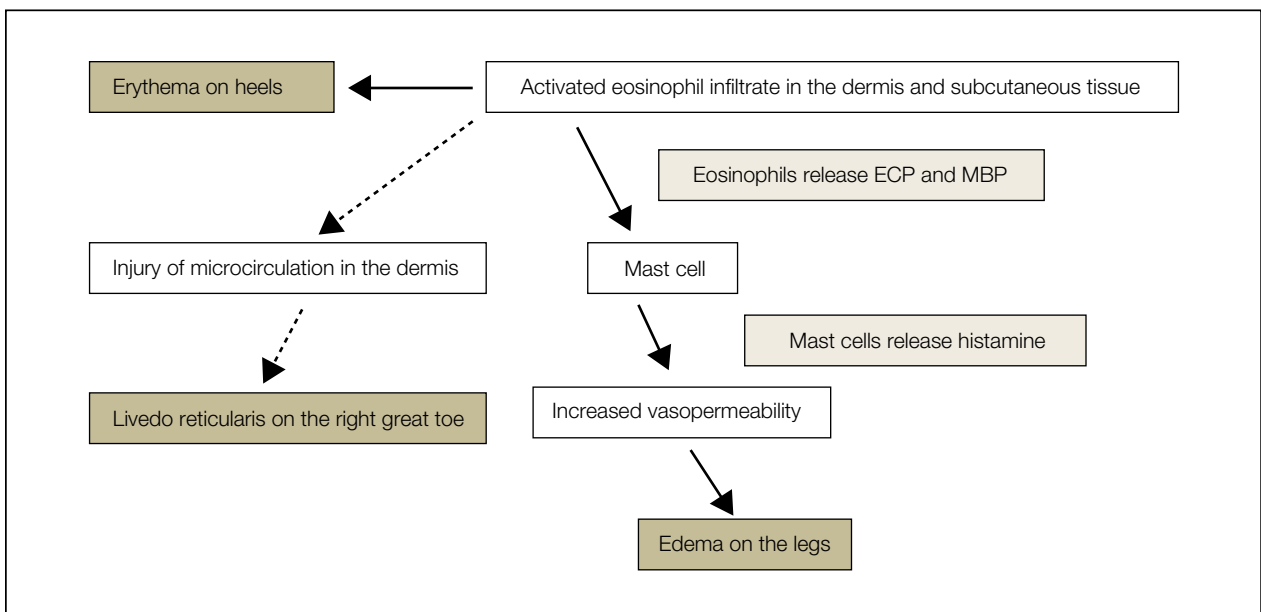 Erythema on heels
Activated eosinophil infiltrate in the dermis and subcutaneous tissue
Eosinophils release ECP and MBP
Injury of microcirculation in the dermis
Mast cell
Mast cells release histamine
Livedo reticularis on the right great toe
Increased vasopermeability
Edema on the legs